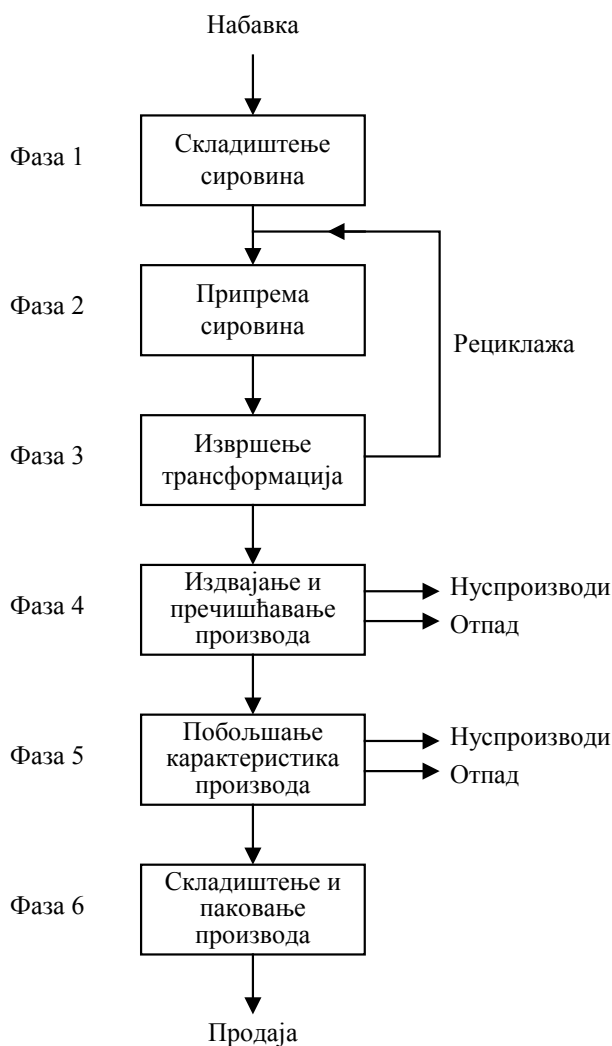 Набавка
Фаза 1
Складиштење
сировина
Фаза 2
Припрема
сировина
Рециклажа
Фаза 3
Извршење
трансформација
Фаза 4
Издвајање и
пречишћавање
производа
Нуспроизводи
Отпад
Фаза 5
Побољшање
карактеристика
производа
Нуспроизводи
Отпад
Фаза 6
Складиштење и
паковање
производа
Продаја